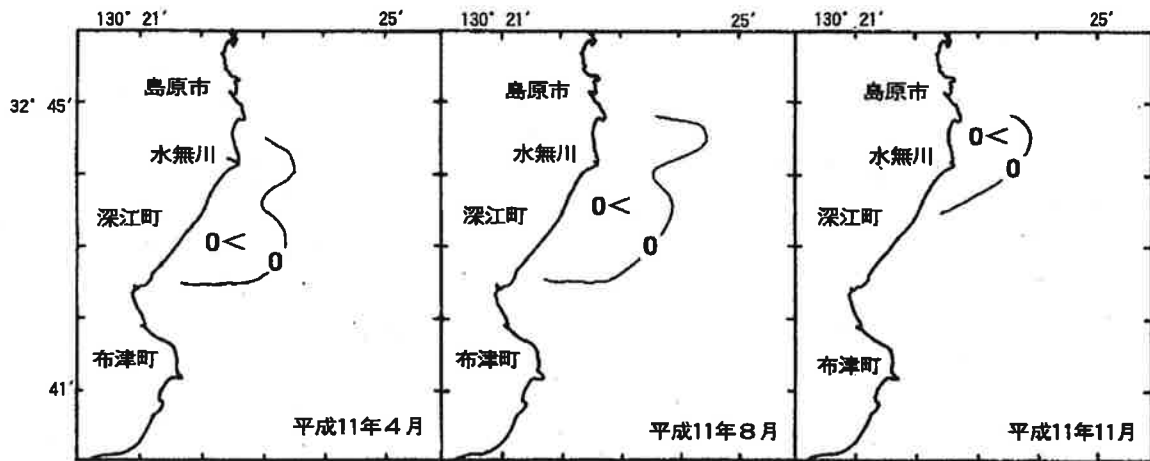 130° 21′ 25′
32° 45′
41′
島原市
水無川
深江町
0<
0
布津町
平成11年4月
130° 21′ 25′
島原市
水無川
深江町
0<
0
布津町
平成11年8月
130° 21′ 25′
島原市
0<
水無川
0
深江町
布津町
平成11年11月